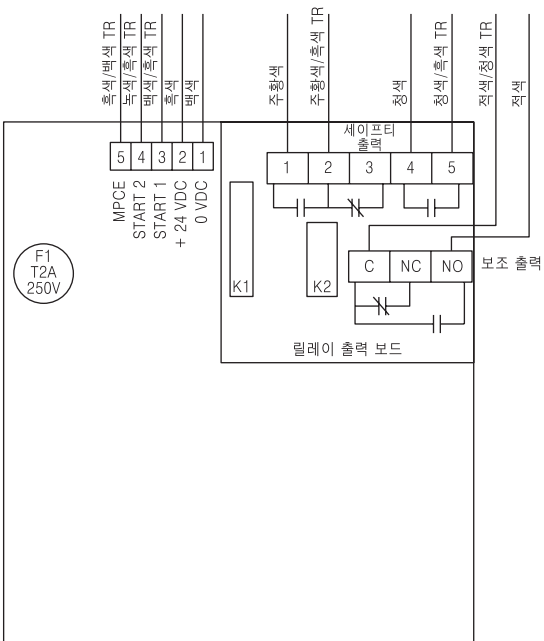 흑색/백색 TR
녹색/흑색 TR
백색/흑색 TR
흑색
백색
주황색
주황색/흑색 TR
청색
청색/흑색 TR
적색/청색 TR
적색
세이프티
출력
5 4 3 2 1
1 2 3 4 5
MPCE
START 2
START 1
+ 24 VDC
0 VDC
F1
T2A
250V
K1
K2
C NC NO
보조 출력
릴레이 출력 보드